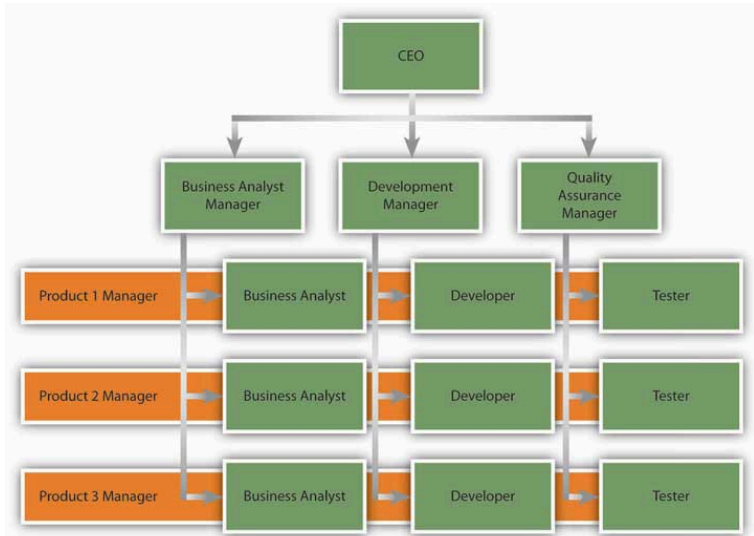 CEO
Business Analyst
Manager
Development
Manager
Quality
Assurance
Manager
Product 1 Manager
Business Analyst
Developer
Tester
Product 2 Manager
Business Analyst
Developer
Tester
Product 3 Manager
Business Analyst
Developer
Tester